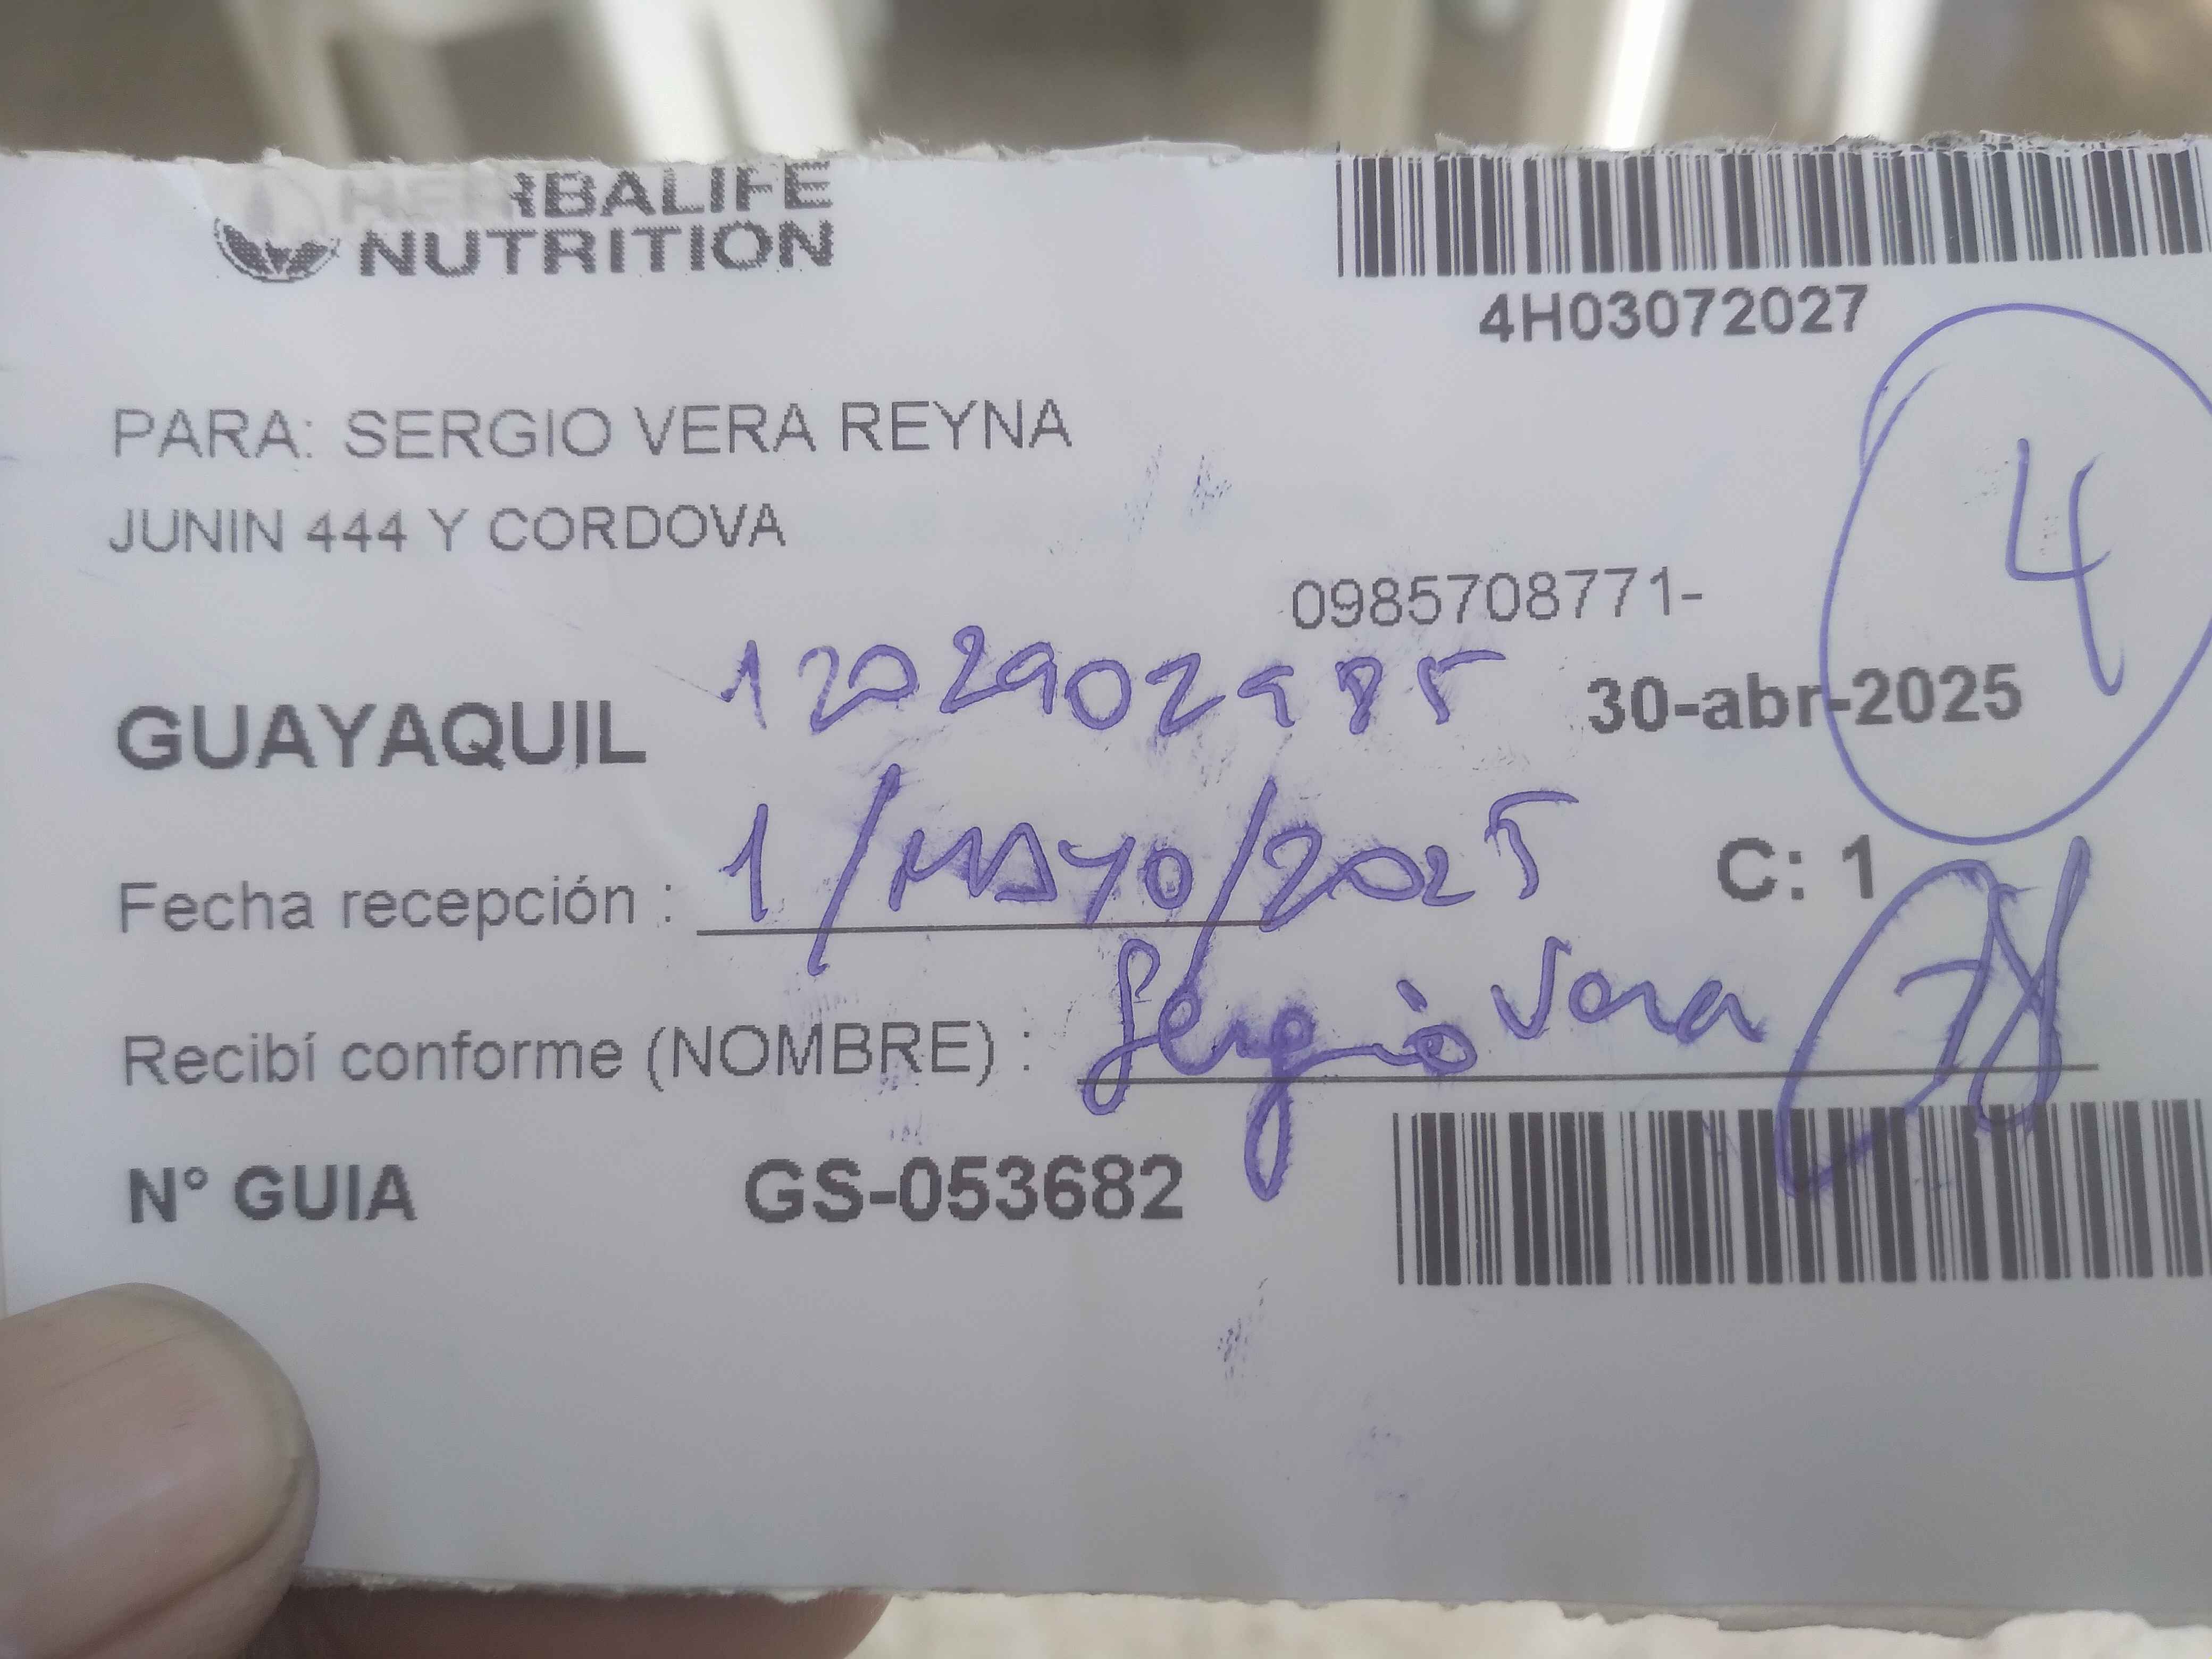 HERBALIFE
NUTRITION
4H03072027
PARA: SERGIO VERA REYNA
JUNIN 444 Y CORDOVA
0985708771-
4
GUAYAQUIL 1202902985 30-abr-2025
Fecha recepción : 1/MAYO/2025 C: 1
Recibí conforme (NOMBRE) : Sergio Vera
N° GUIA GS-053682